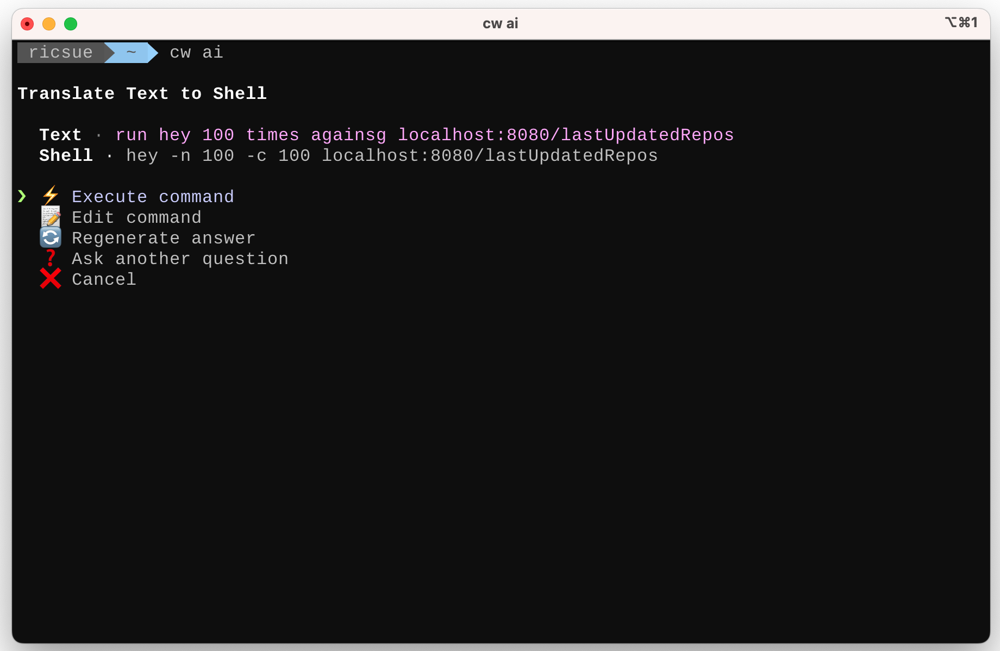 cw ai
⌥⌘1
ricsue ~ cw ai
Translate Text to Shell
Text · run hey 100 times againsg localhost:8080/lastUpdatedRepos
Shell · hey -n 100 -c 100 localhost:8080/lastUpdatedRepos
❯ ⚡ Execute command
📝 Edit command
🔄 Regenerate answer
❓ Ask another question
❌ Cancel